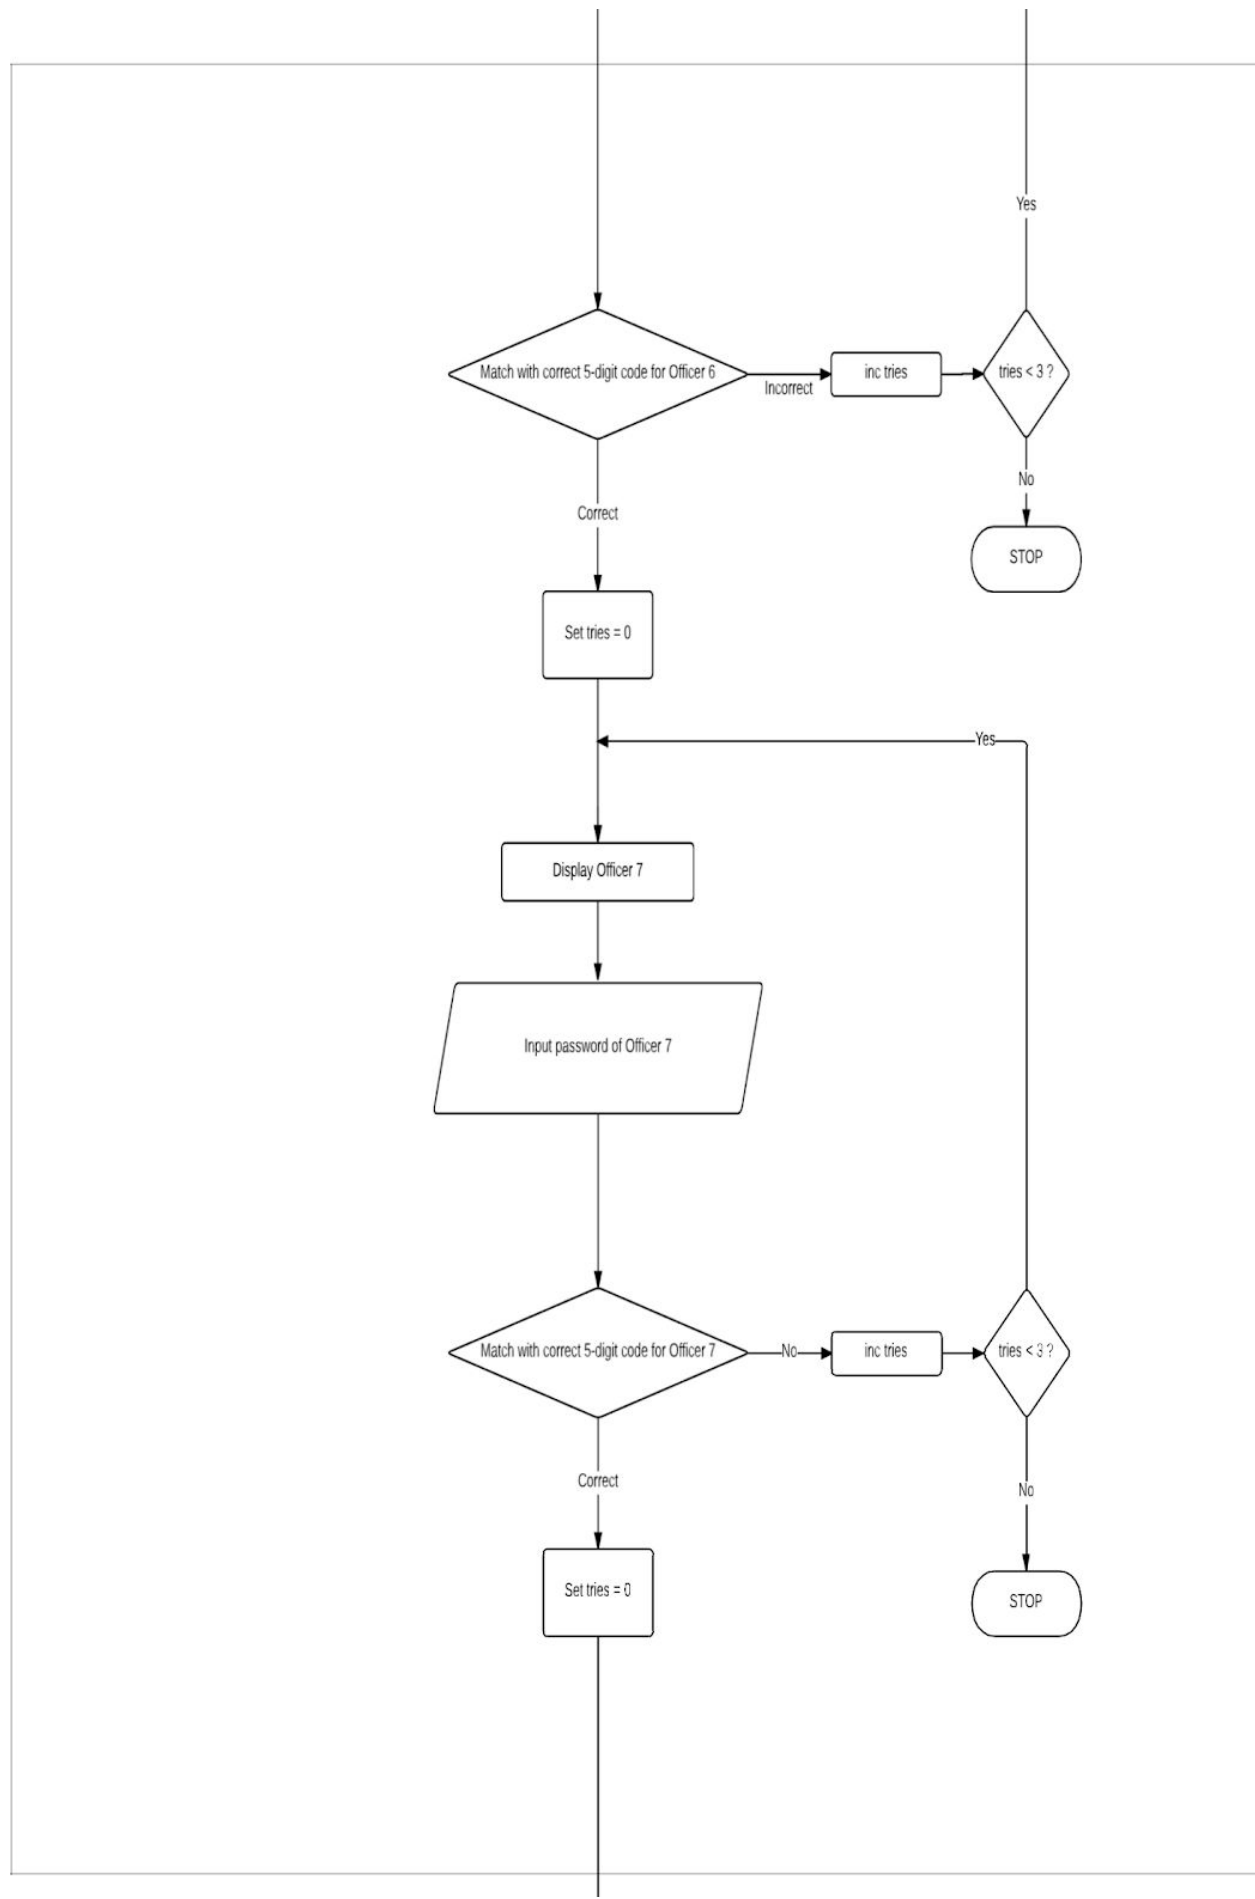 Yes
Match with correct 5-digit code for Officer 6
Incorrect
inc tries
tries < 3 ?
No
Correct
STOP
Set tries = 0
Yes
Display Officer 7
Input password of Officer 7
Match with correct 5-digit code for Officer 7
No
inc tries
tries < 3 ?
Correct
No
Set tries = 0
STOP